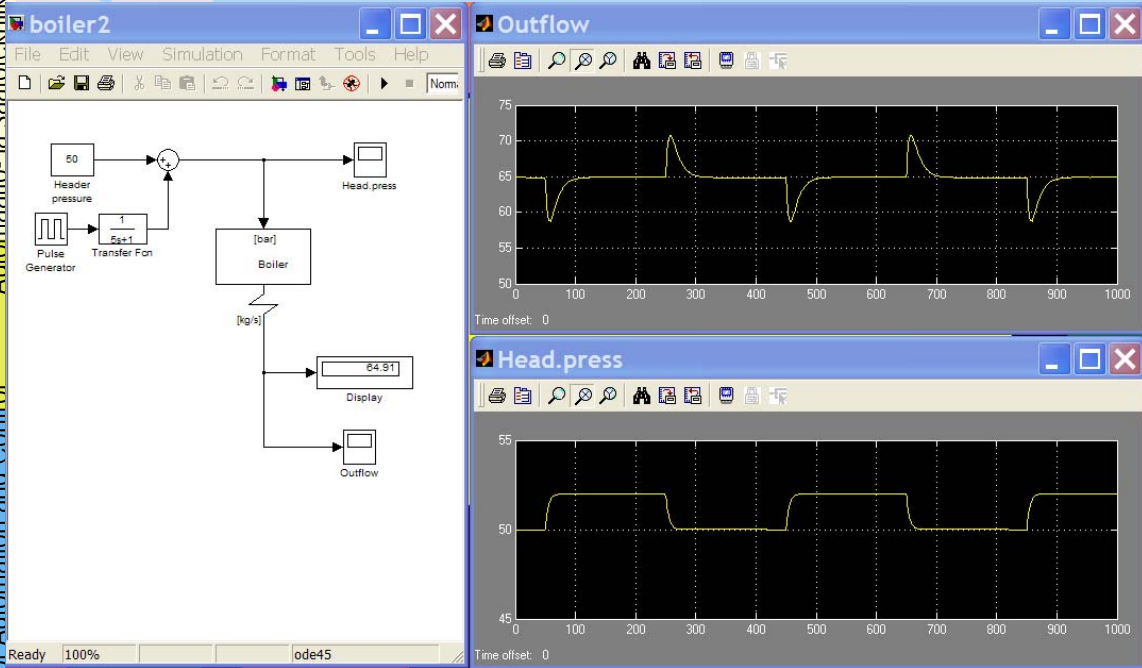 boiler2
File Edit View Simulation Format Tools Help
50
Header
pressure
Pulse
Generator
1
5s+1
Transfer Fcn
++
Head.press
[bar]
Boiler
[kg/s]
64.91
Display
Outflow
Ready 100% ode45
Outflow
75
70
65
60
55
50
0 100 200 300 400 500 600 700 800 900 1000
Time offset: 0
Head.press
55
50
45
0 100 200 300 400 500 600 700 800 900 1000
Time offset: 0
Automation and Control